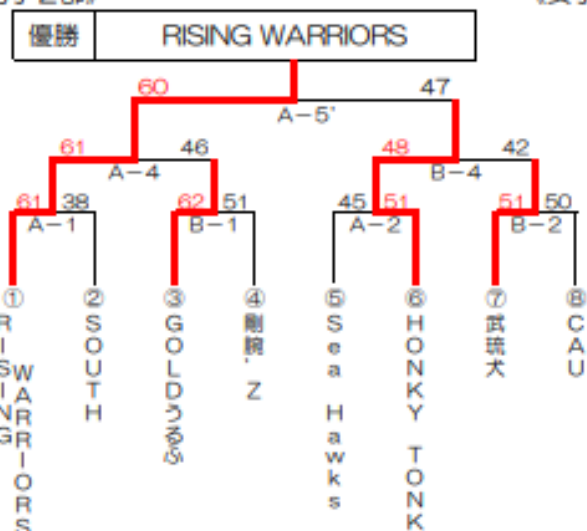 優勝 RISING WARRIORS
60 47
A-5'
61 46 48 42
A-4 B-4
61 38 62 51 45 51 51 50
A-1 B-1 A-2 B-2
① ② ③ ④ ⑤ ⑥ ⑦ ⑧
RISING WARRIORS
SOUTH
GOLDうるふ
剛腕'Z
Sea Hawks
HONKY TONK
武琉犬
CAU